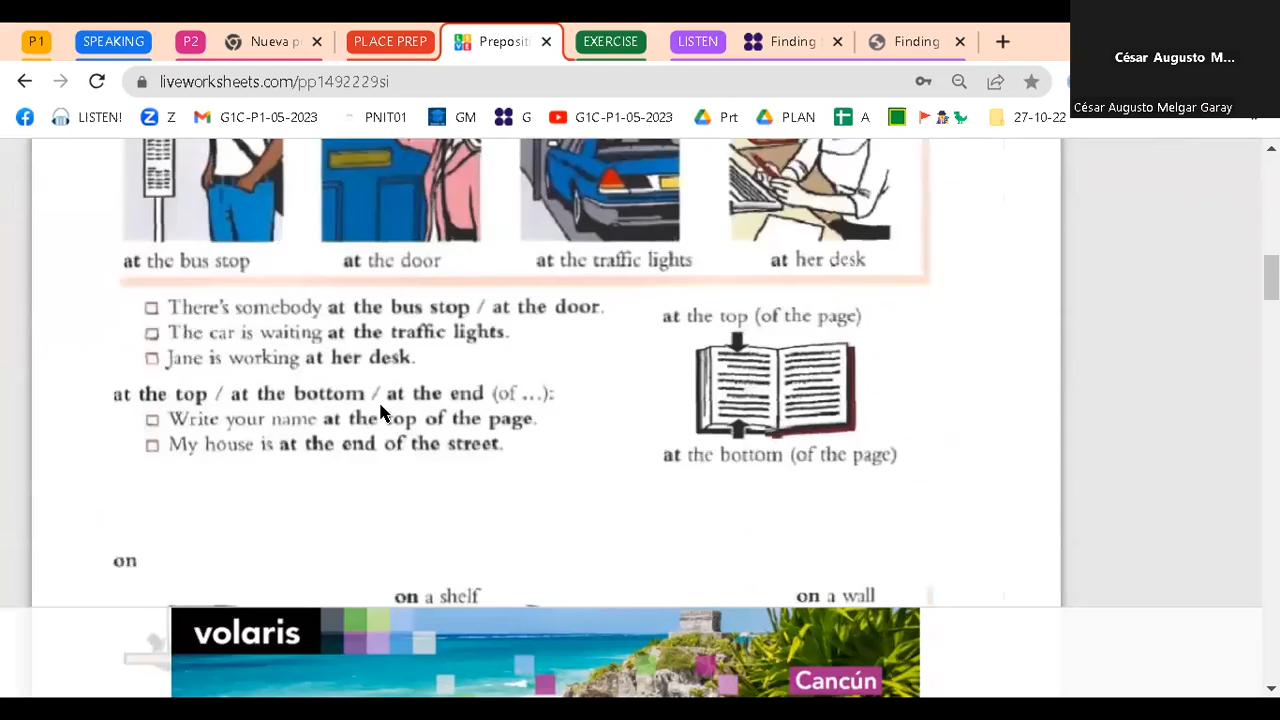 P1
SPEAKING
P2
Nueva p
PLACE PREP
Preposit
EXERCISE
LISTEN
Finding S
Finding
César Augusto M...
César Augusto Melgar Garay
liveworksheets.com/pp1492229si
LISTEN!
Z
G1C-P1-05-2023
PNIT01
GM
G
G1C-P1-05-2023
Prt
PLAN
A
27-10-22
at the bus stop
at the door
at the traffic lights
at her desk
There's somebody at the bus stop / at the door.
The car is waiting at the traffic lights.
Jane is working at her desk.
at the top (of the page)
at the top / at the bottom / at the end (of ...):
Write your name at the top of the page.
My house is at the end of the street.
at the bottom (of the page)
on
on a shelf
on a wall
volaris
Cancún